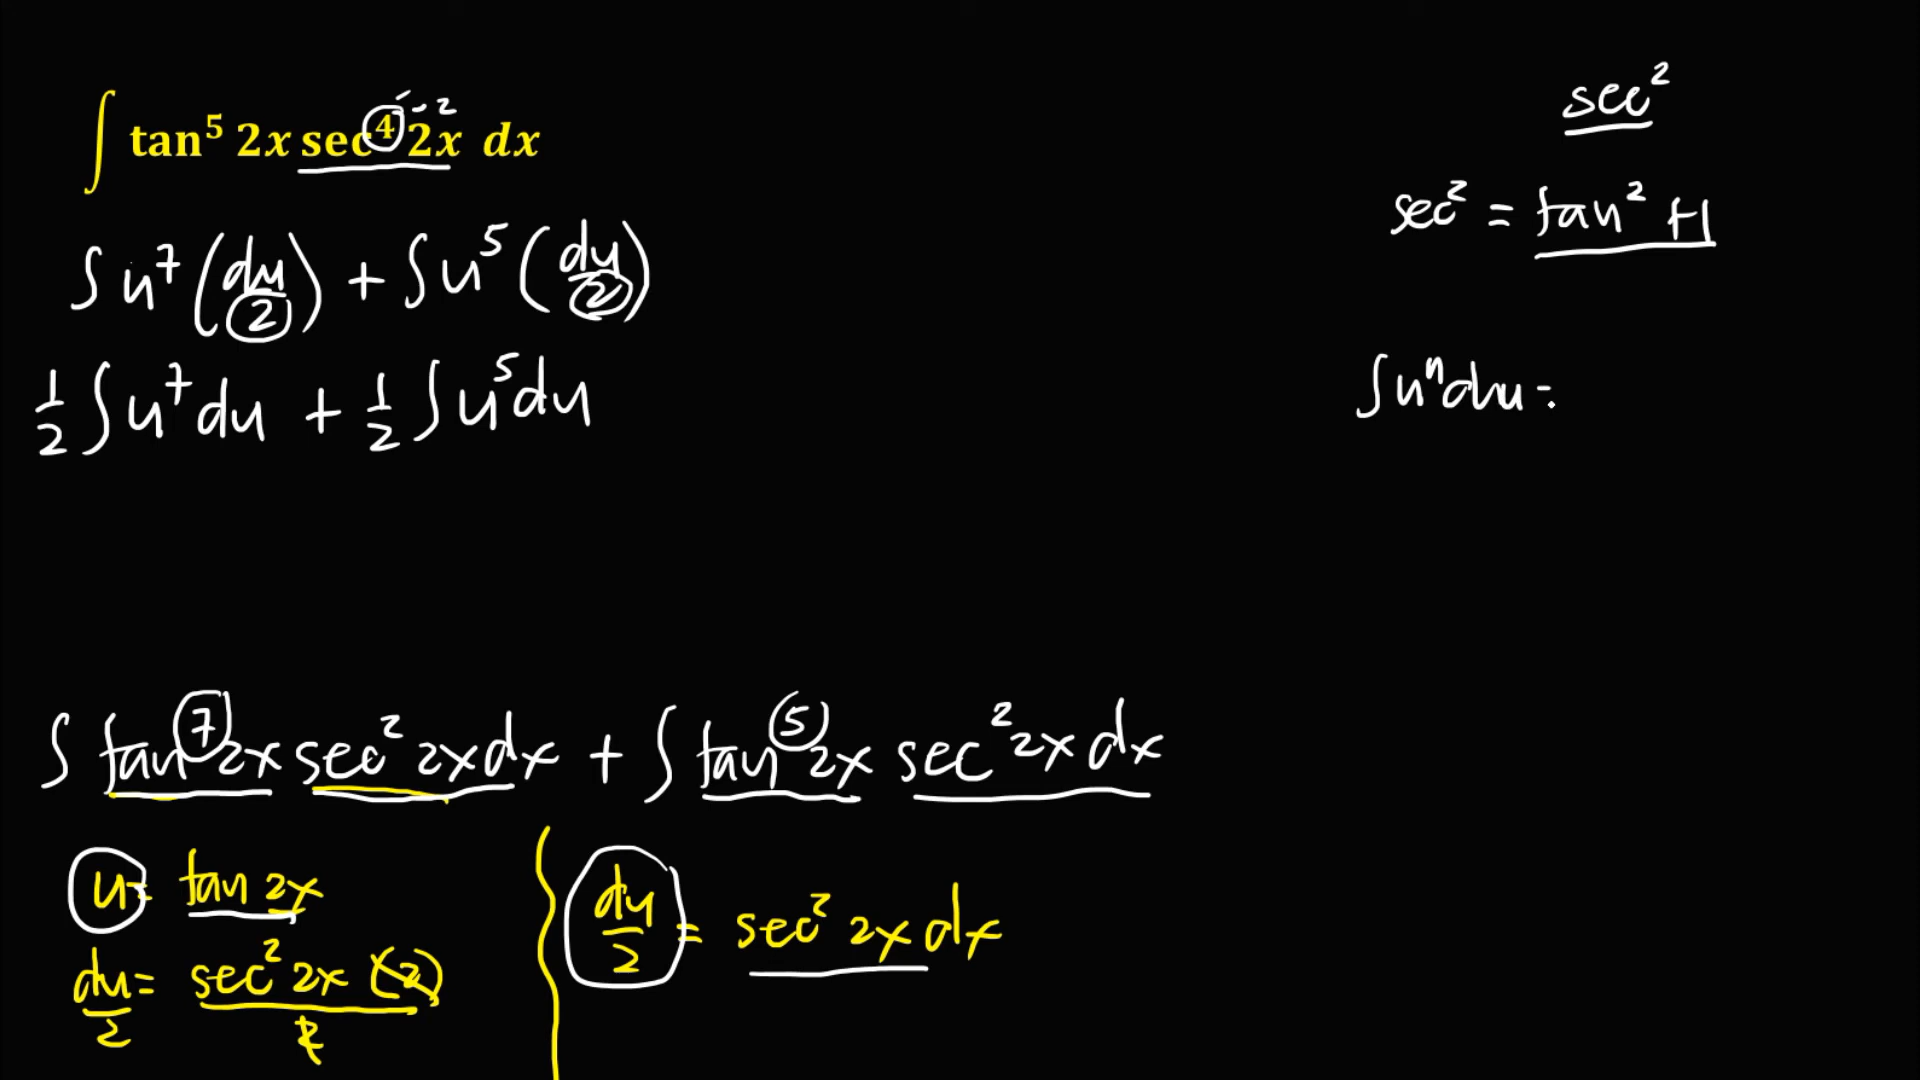 ∫ tan⁵ 2x sec⁴ 2x dx
-2
sec²
sec² = tan² + 1
∫ u⁷ (du/2) + ∫ u⁵ (du/2)
1/2 ∫ u⁷ du + 1/2 ∫ u⁵ du
∫ uⁿ du =
∫ tan⁷ 2x sec² 2x dx + ∫ tan⁵ 2x sec² 2x dx
u = tan 2x
du/2 = sec² 2x (2)/2
du/2 = sec² 2x dx